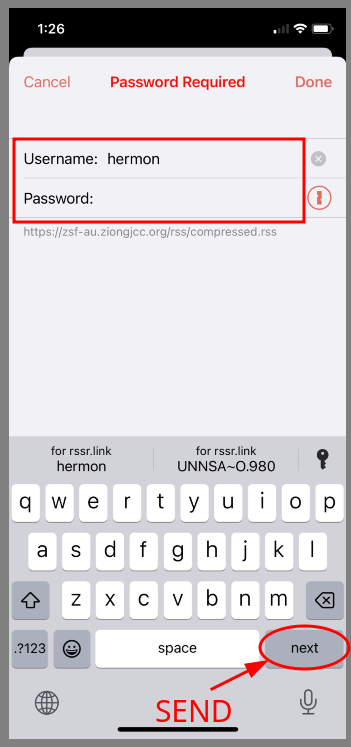 1:26
Cancel Password Required Done
Username: hermon
Password:
https://zsf-au.ziongjcc.org/rss/compressed.rss
for rssr.link for rssr.link
hermon UNNSA~O.980
q w e r t y u i o p
a s d f g h j k l
z x c v b n m
.?123 space next
SEND